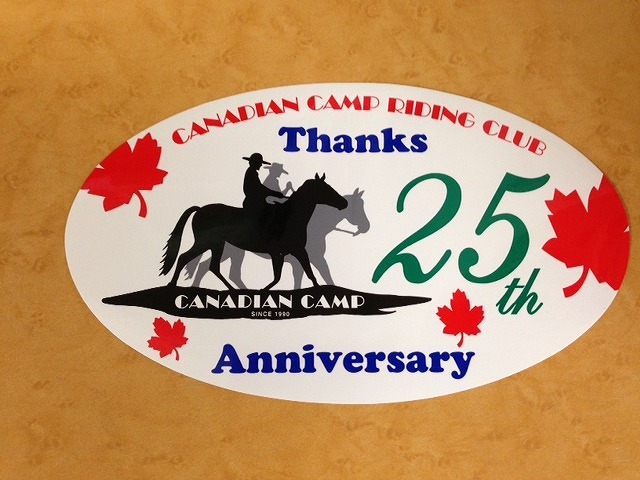 CANADIAN CAMP RIDING CLUB
Thanks
25th
CANADIAN CAMP
SINCE 1990
Anniversary